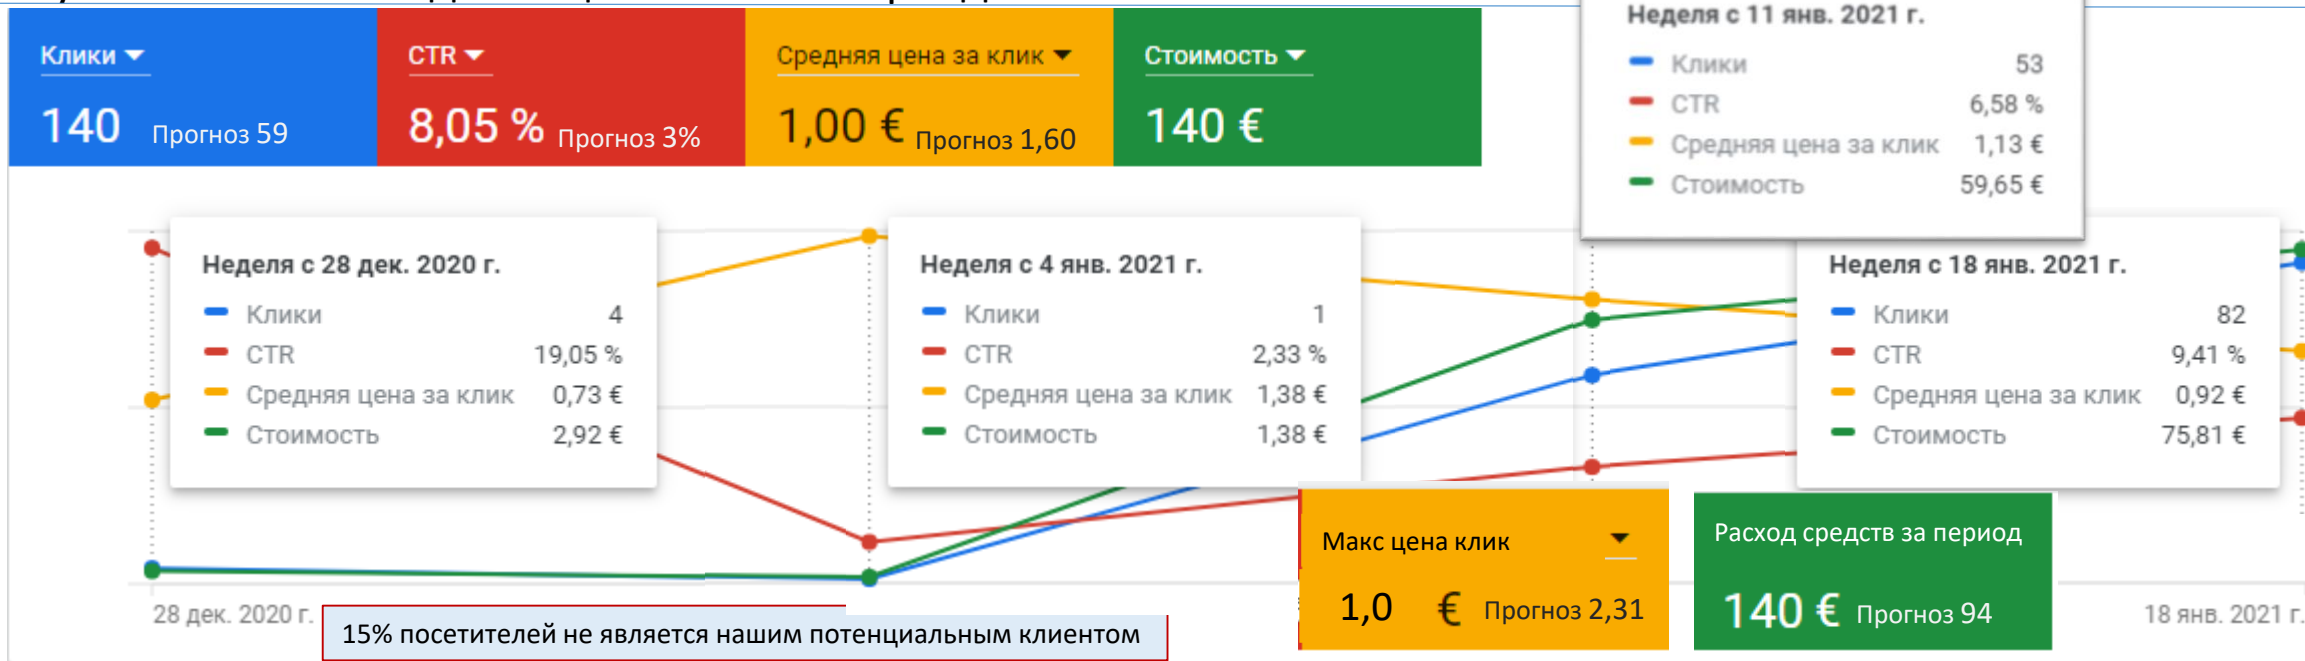 Клики
140 Прогноз 59
CTR
8,05 % Прогноз 3%
Средняя цена за клик
1,00 € Прогноз 1,60
Стоимость
140 €
Неделя с 11 янв. 2021 г.
Клики 53
CTR 6,58 %
Средняя цена за клик 1,13 €
Стоимость 59,65 €
Неделя с 28 дек. 2020 г.
Клики 4
CTR 19,05 %
Средняя цена за клик 0,73 €
Стоимость 2,92 €
Неделя с 4 янв. 2021 г.
Клики 1
CTR 2,33 %
Средняя цена за клик 1,38 €
Стоимость 1,38 €
Неделя с 18 янв. 2021 г.
Клики 82
CTR 9,41 %
Средняя цена за клик 0,92 €
Стоимость 75,81 €
Макс цена клик
1,0 € Прогноз 2,31
Расход средств за период
140 € Прогноз 94
28 дек. 2020 г.
15% посетителей не является нашим потенциальным клиентом
18 янв. 2021 г.